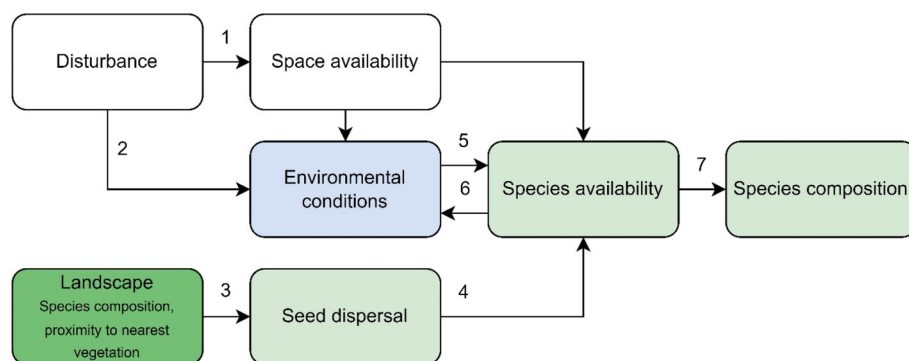 1
Disturbance
Space availability
2
Environmental
conditions
5
6
Species availability
7
Species composition
Landscape
Species composition,
proximity to nearest
vegetation
3
Seed dispersal
4